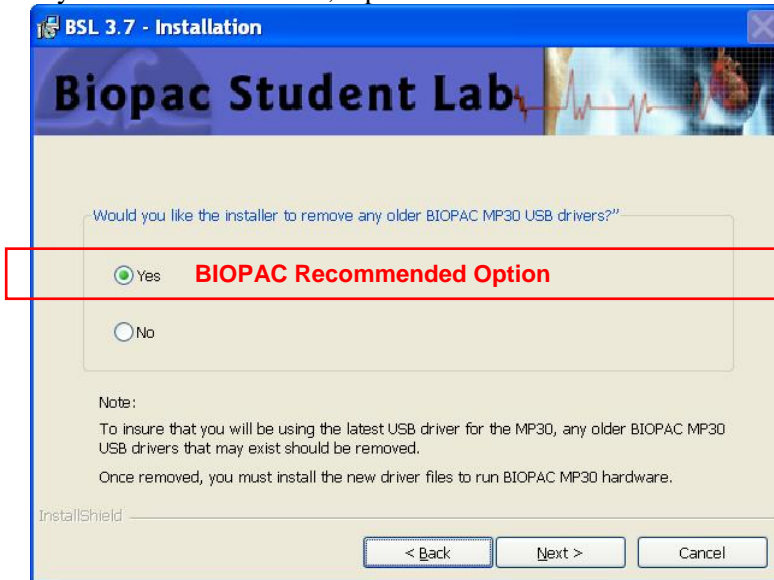 BSL 3.7 - Installation
Biopac Student Lab
Would you like the installer to remove any older BIOPAC MP30 USB drivers?"
Yes BIOPAC Recommended Option
No
Note:
To insure that you will be using the latest USB driver for the MP30, any older BIOPAC MP30
USB drivers that may exist should be removed.
Once removed, you must install the new driver files to run BIOPAC MP30 hardware.
InstallShield
< Back Next > Cancel